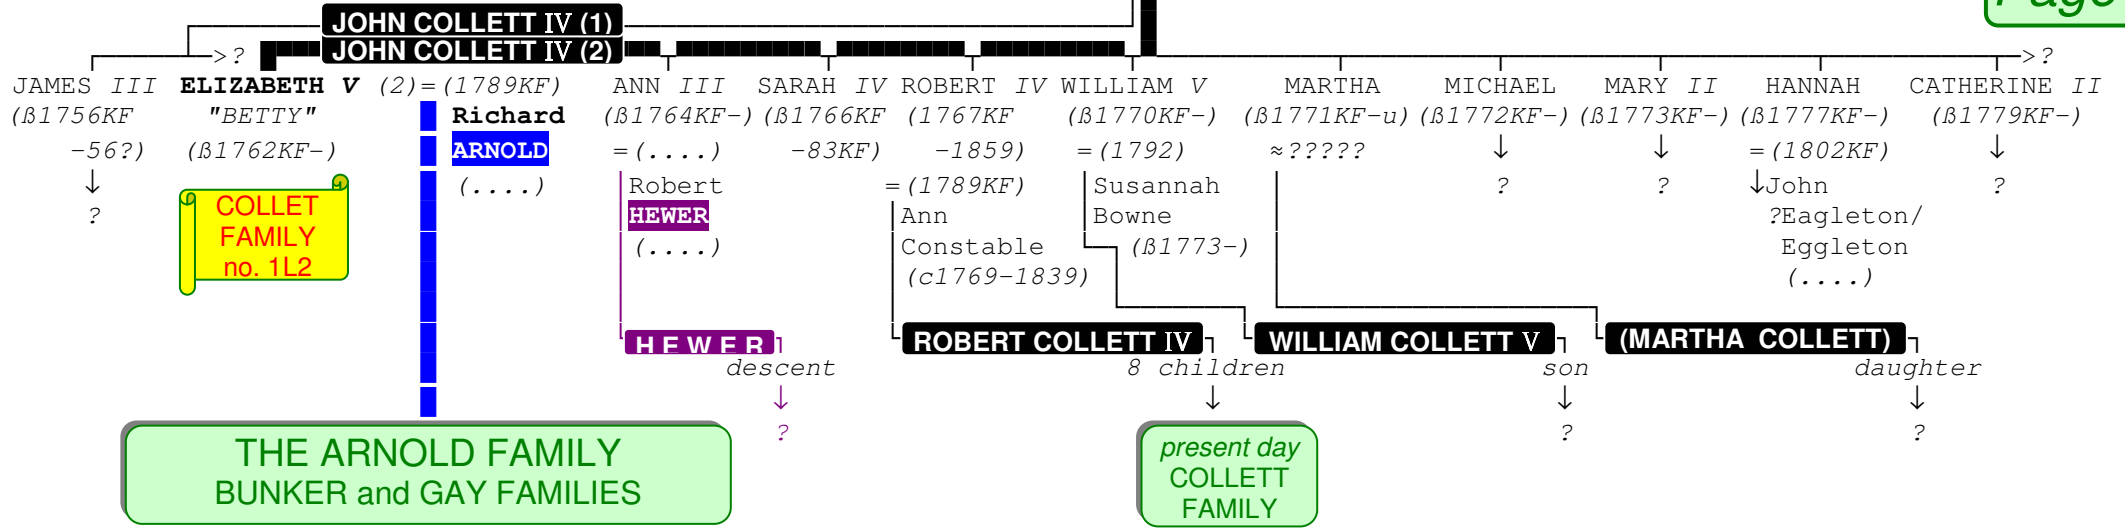 Page
JOHN COLLETT IV (1)
JOHN COLLETT IV (2)
>? >?
JAMES III ELIZABETH V (2)=(1789KF) ANN III SARAH IV ROBERT IV WILLIAM V MARTHA MICHAEL MARY II HANNAH CATHERINE II
(ß1756KF "BETTY" Richard (ß1764KF-) (ß1766KF (1767KF (ß1770KF-) (ß1771KF-u) (ß1772KF-) (ß1773KF-) (ß1777KF-) (ß1779KF-)
-56?) (ß1762KF-) ARNOLD =(....) -83KF) -1859) =(1792) ≈????? ↓ ↓ =(1802KF) ↓
↓ (....) Robert =(1789KF) Susannah ? ? ↓John ?
? COLLET HEWER Ann Bowne ?Eagleton/
FAMILY (....) Constable (ß1773-) Eggleton
no. 1L2 (c1769-1839) (....)
HEWER ROBERT COLLETT IV WILLIAM COLLETT V (MARTHA COLLETT)
descent 8 children son daughter
↓ ↓ ↓ ↓
? ? ?
THE ARNOLD FAMILY
BUNKER and GAY FAMILIES
present day
COLLETT
FAMILY